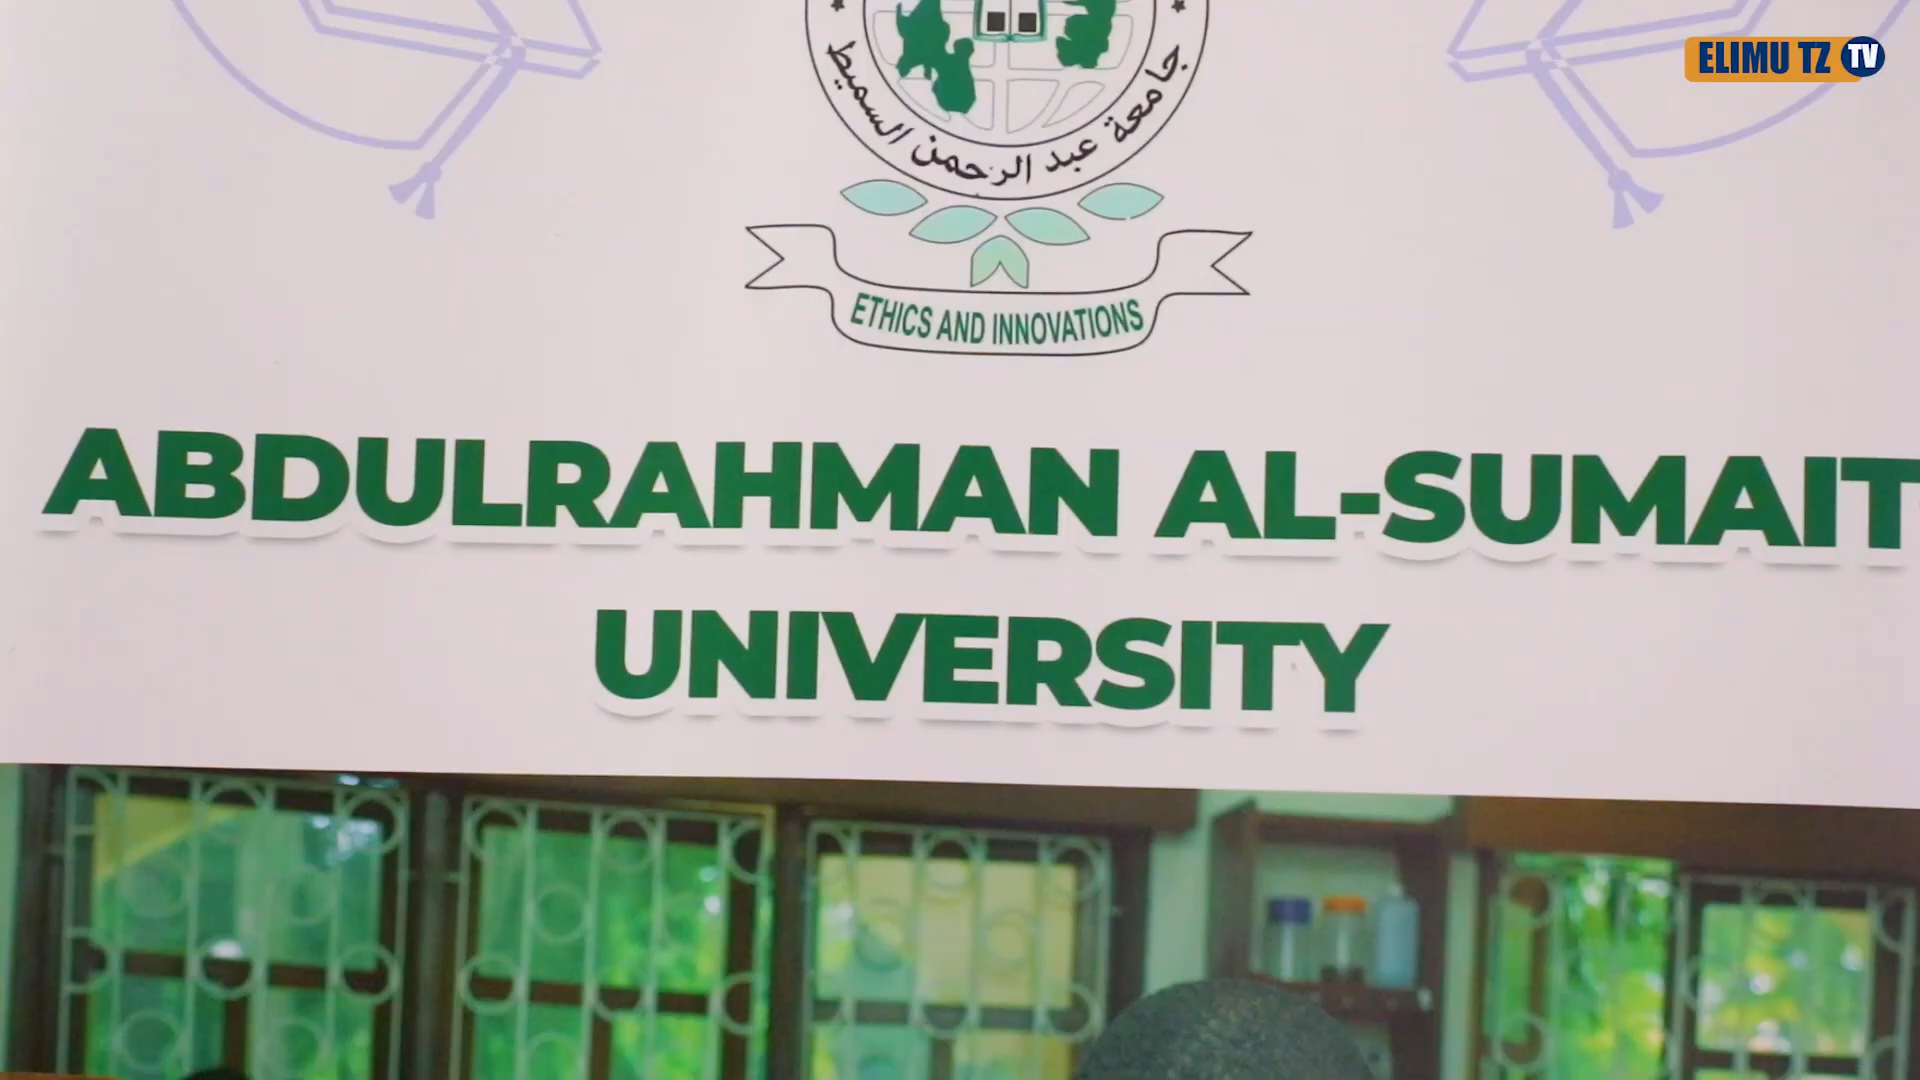 ELIMU TZ TV
جامعة عبد الرحمن السميط
ETHICS AND INNOVATIONS
ABDULRAHMAN AL-SUMAIT
UNIVERSITY